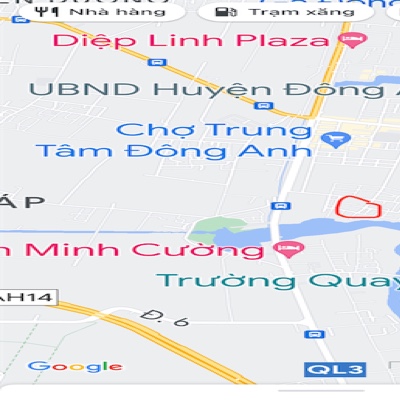 Nhà hàng
Trạm xăng
Diệp Linh Plaza
UBND Huyện Đông
Chợ Trung
Tâm Đông Anh
ÁP
Minh Cường
Trường Quay
AH14
Đ. 6
Google
QL3